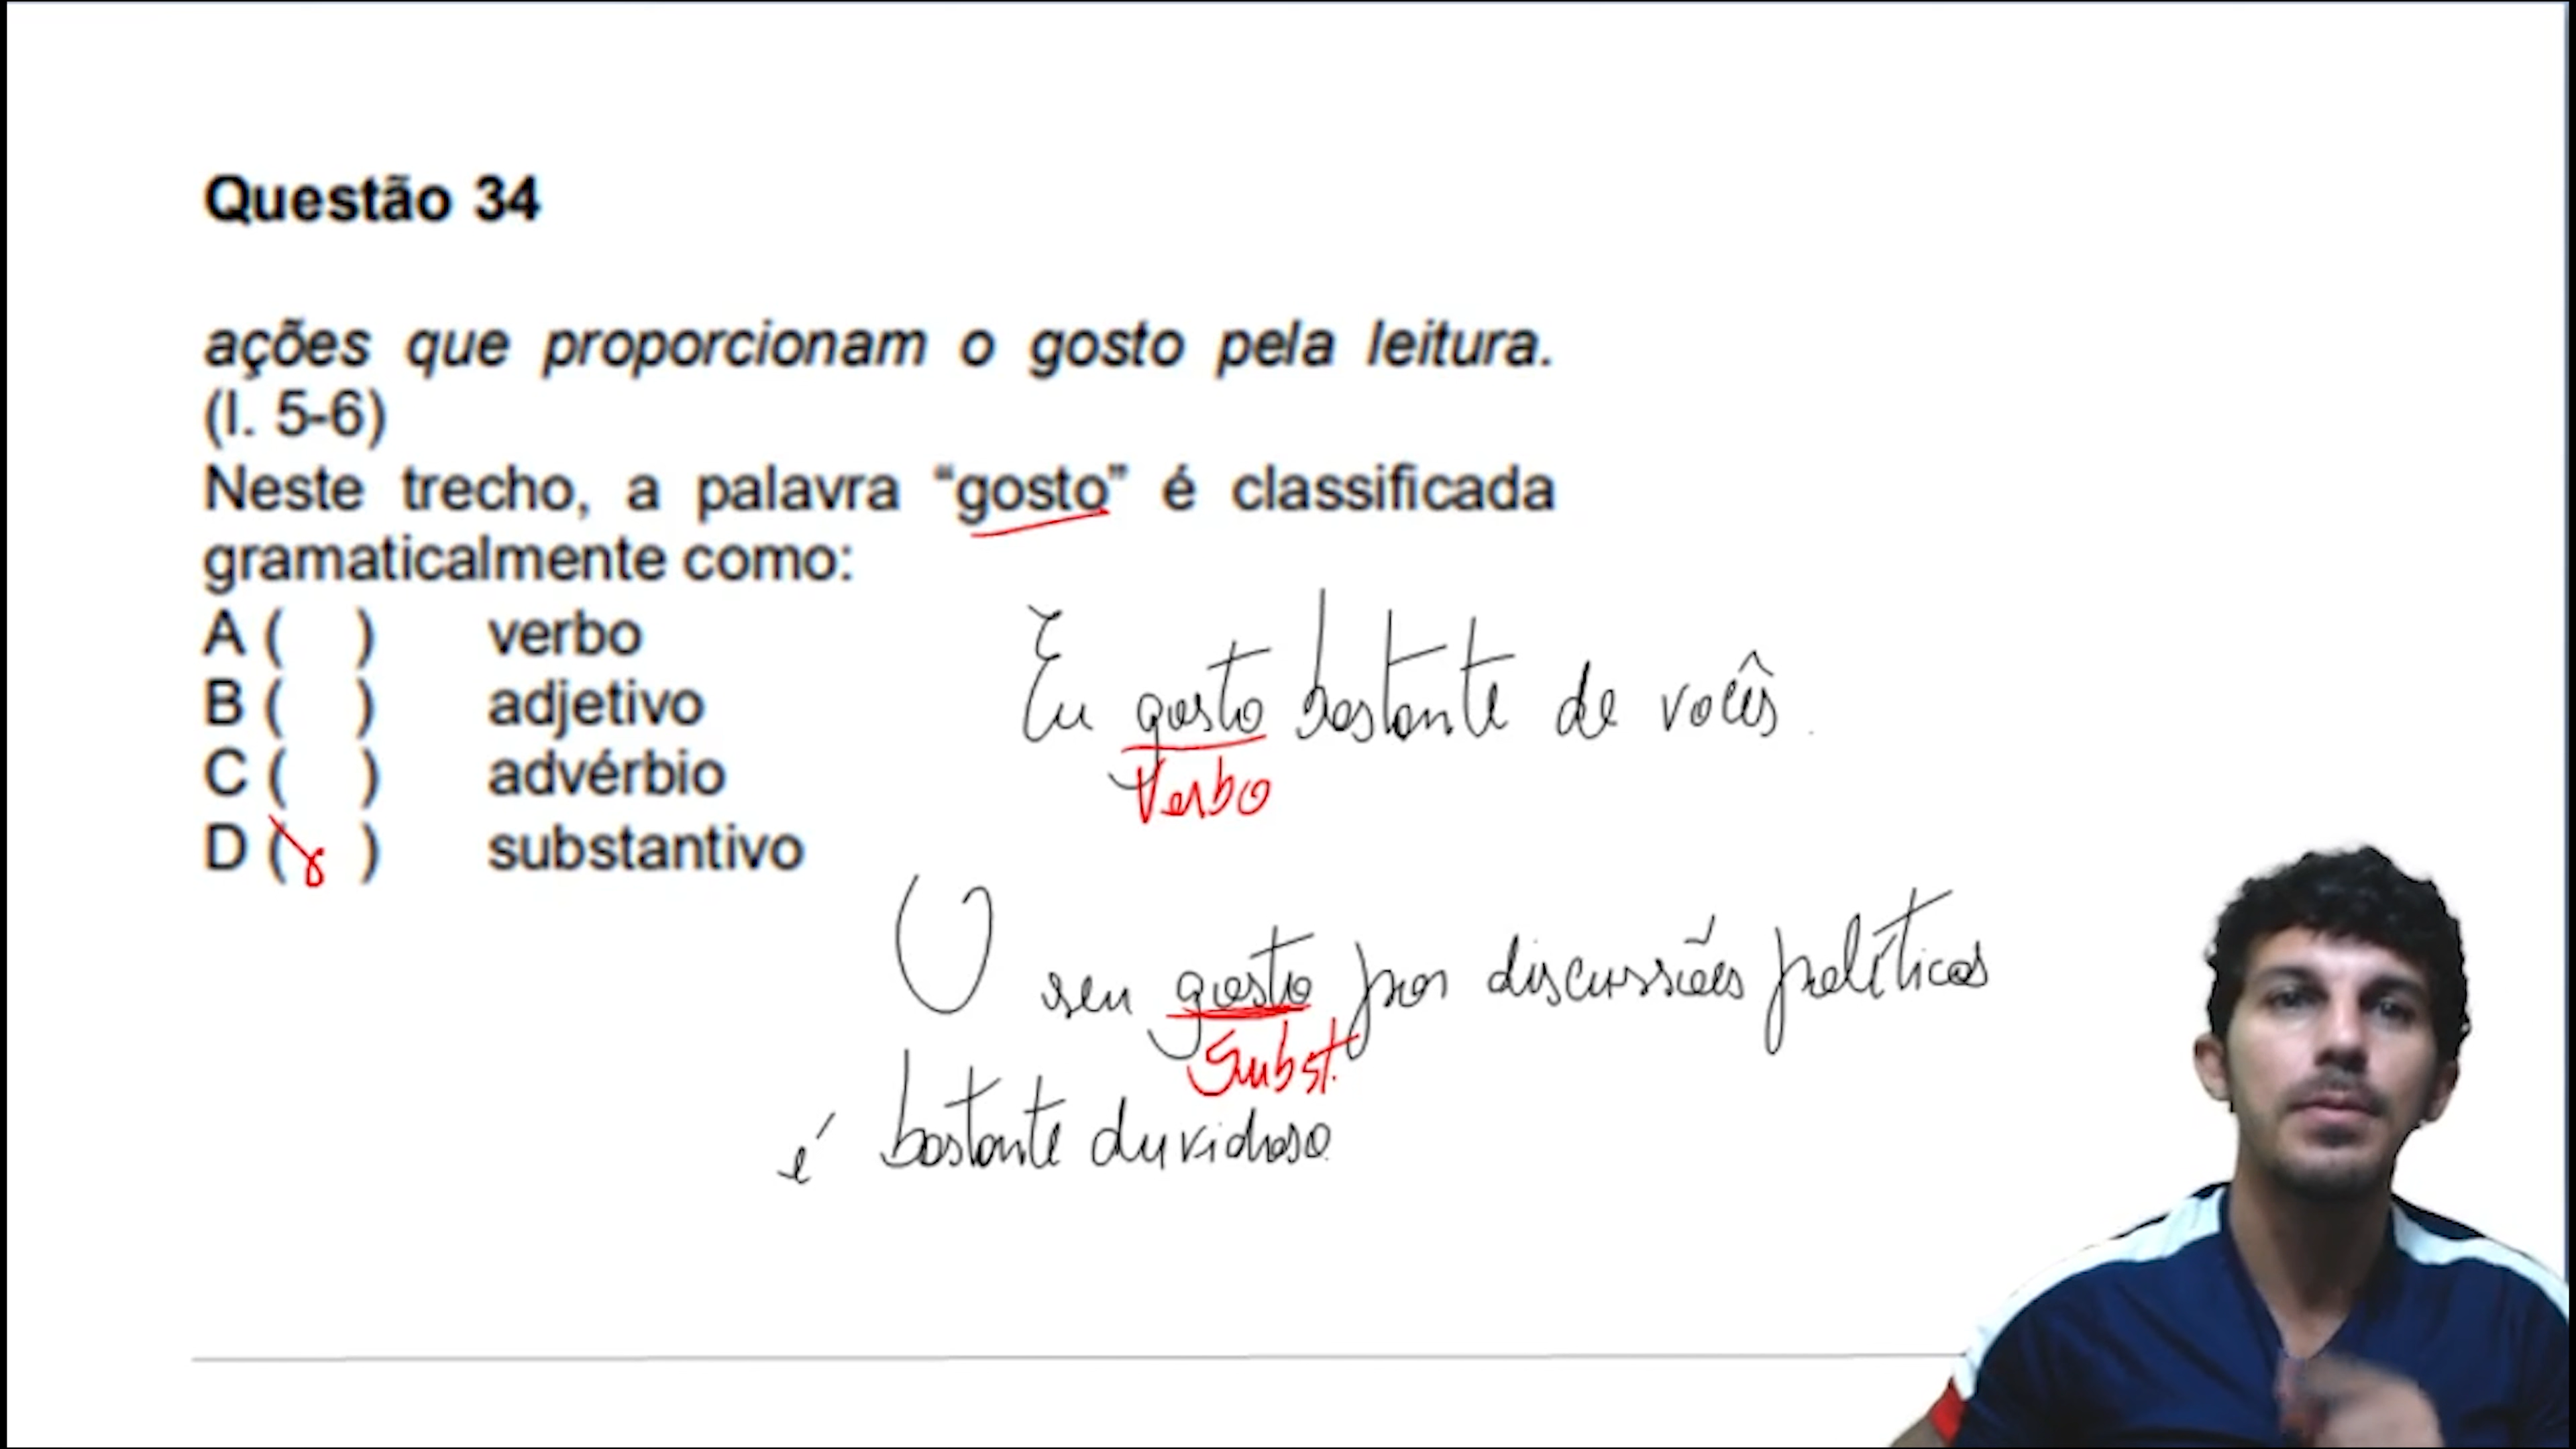 Questão 34
ações que proporcionam o gosto pela leitura.
(l. 5-6)
Neste trecho, a palavra “gosto” é classificada
gramaticalmente como:
A ( ) verbo
B ( ) adjetivo
C ( ) advérbio
D (x ) substantivo
Eu gosto bastante de vocês.
Verbo
O seu gosto por discussões políticas
Subst.
é bastante duvidoso.